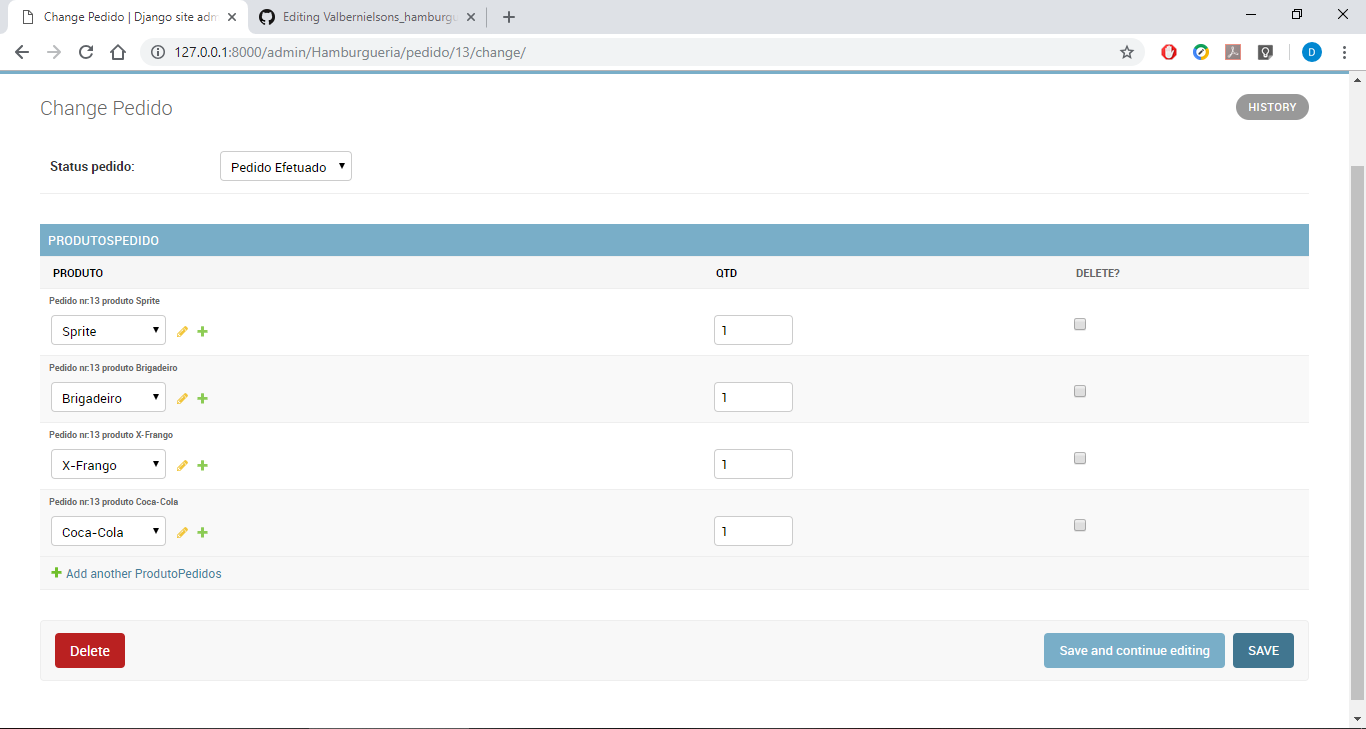 Change Pedido | Django site adm
Editing Valbernielsons_hamburgu
127.0.0.1:8000/admin/Hamburgueria/pedido/13/change/
D
Change Pedido
HISTORY
Status pedido:
Pedido Efetuado
PRODUTOSPEDIDO
PRODUTO QTD DELETE?
Pedido nr:13 produto Sprite
Sprite 1
Pedido nr:13 produto Brigadeiro
Brigadeiro 1
Pedido nr:13 produto X-Frango
X-Frango 1
Pedido nr:13 produto Coca-Cola
Coca-Cola 1
Add another ProdutoPedidos
Delete
Save and continue editing
SAVE